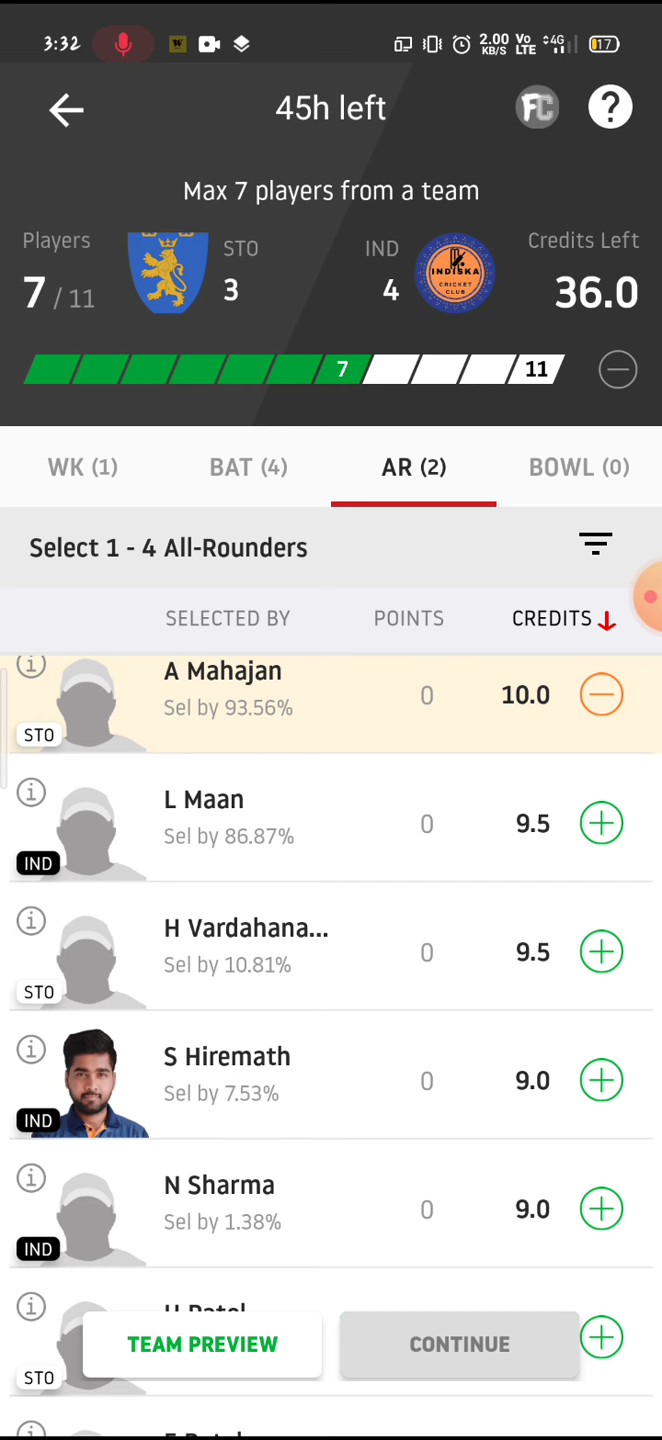 3:32
W
2.00 KB/S Vo LTE 4G 17
45h left
FC ?
Max 7 players from a team
Players STO IND Credits Left
7 / 11 3 4 36.0
INDISKA
CRICKET
CLUB
7 11
WK (1) BAT (4) AR (2) BOWL (0)
Select 1 - 4 All-Rounders
SELECTED BY POINTS CREDITS
A Mahajan
Sel by 93.56% 0 10.0
STO
L Maan
Sel by 86.87% 0 9.5
IND
H Vardahana...
Sel by 10.81% 0 9.5
STO
S Hiremath
Sel by 7.53% 0 9.0
IND
N Sharma
Sel by 1.38% 0 9.0
IND
TEAM PREVIEW CONTINUE
STO